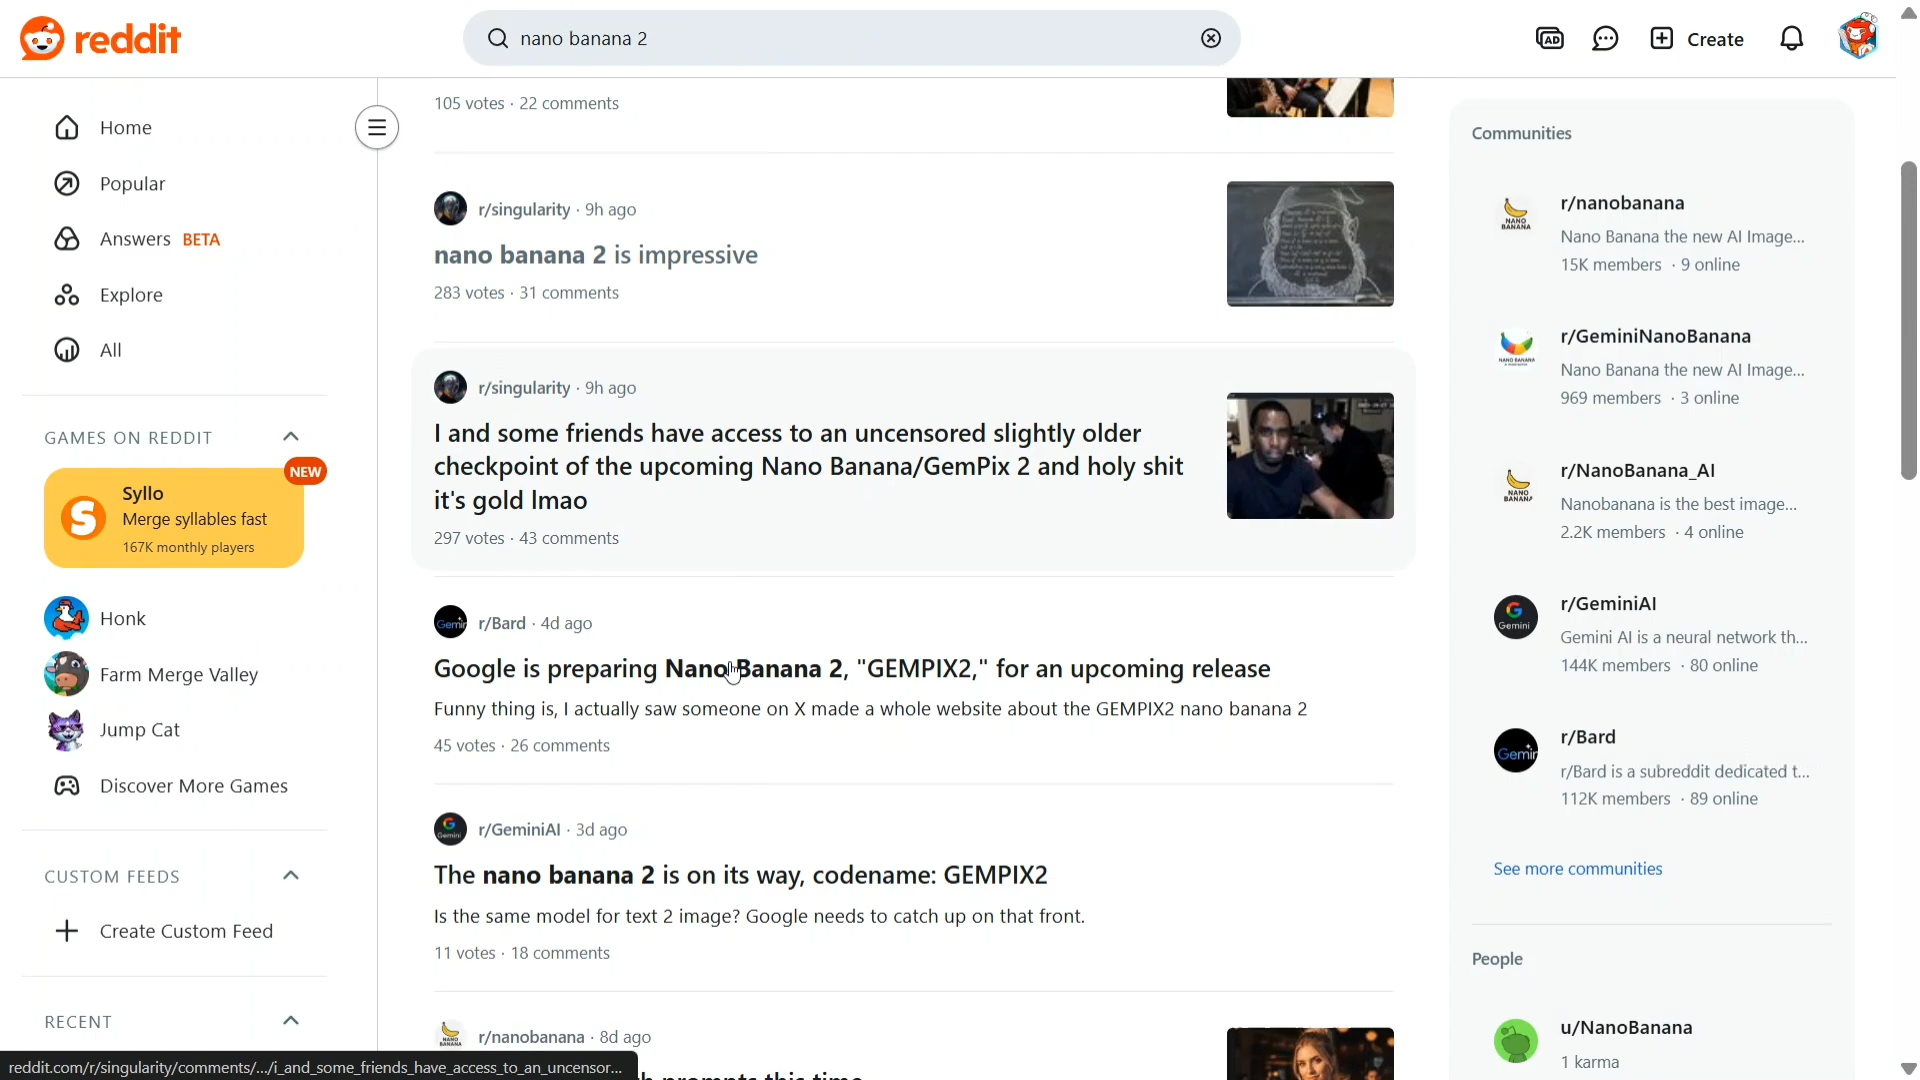 reddit
nano banana 2
AD
Create
Home
Popular
Answers BETA
Explore
All
GAMES ON REDDIT
NEW
Syllo
Merge syllables fast
167K monthly players
Honk
Farm Merge Valley
Jump Cat
Discover More Games
CUSTOM FEEDS
Create Custom Feed
RECENT
reddit.com/r/singularity/comments/.../i_and_some_friends_have_access_to_an_uncensor...
105 votes · 22 comments
r/singularity · 9h ago
nano banana 2 is impressive
283 votes · 31 comments
r/singularity · 9h ago
I and some friends have access to an uncensored slightly older
checkpoint of the upcoming Nano Banana/GemPix 2 and holy shit
it's gold lmao
297 votes · 43 comments
r/Bard · 4d ago
Google is preparing Nano Banana 2, "GEMPIX2," for an upcoming release
Funny thing is, I actually saw someone on X made a whole website about the GEMPIX2 nano banana 2
45 votes · 26 comments
r/GeminiAI · 3d ago
The nano banana 2 is on its way, codename: GEMPIX2
Is the same model for text 2 image? Google needs to catch up on that front.
11 votes · 18 comments
r/nanobanana · 8d ago
prompts this time
Communities
NANO
BANANA
r/nanobanana
Nano Banana the new AI Image...
15K members · 9 online
NANO BANANA
r/GeminiNanoBanana
Nano Banana the new AI Image...
969 members · 3 online
NANO
BANANA
r/NanoBanana_AI
Nanobanana is the best image...
2.2K members · 4 online
Gemini
r/GeminiAI
Gemini AI is a neural network th...
144K members · 80 online
r/Bard
r/Bard is a subreddit dedicated t...
112K members · 89 online
See more communities
People
u/NanoBanana
1 karma